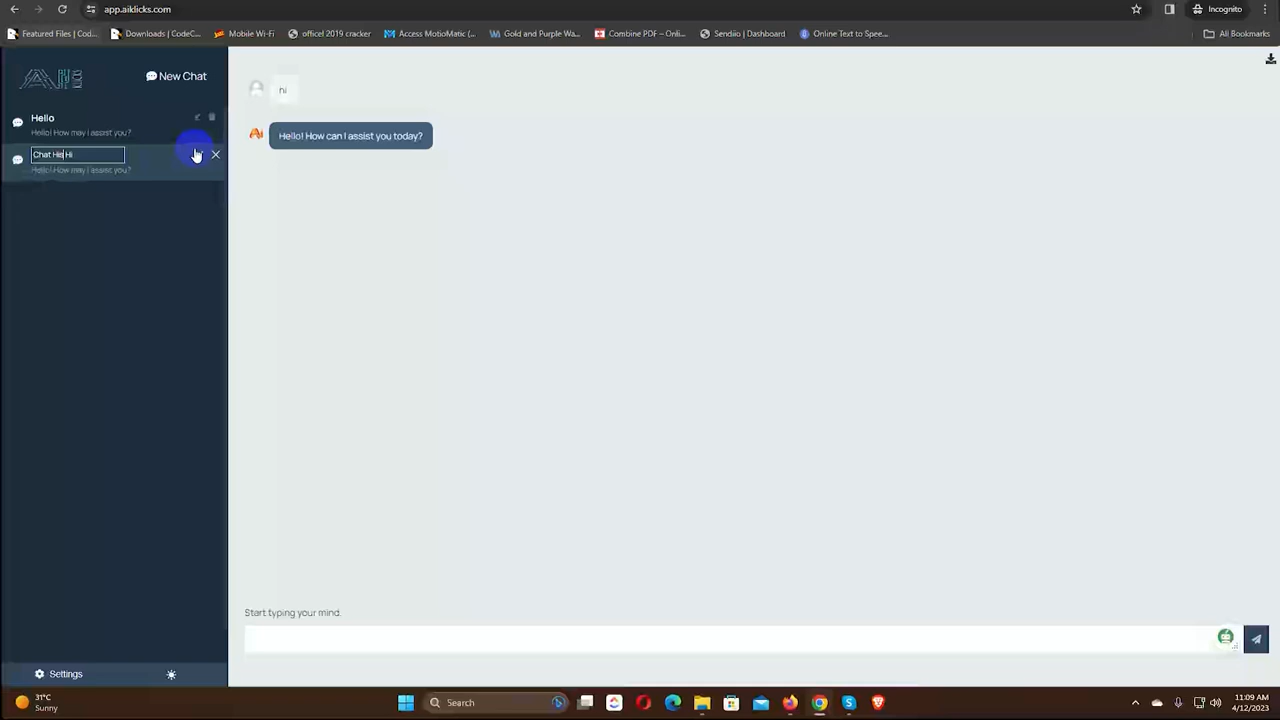 app.aiklicks.com
Incognito
Featured Files | Cod...
Downloads | CodeC...
Mobile Wi-Fi
officel 2019 cracker
Access MotioMatic (...
Gold and Purple Wa...
Combine PDF – Onli...
Sendiio | Dashboard
Online Text to Spee...
All Bookmarks
New Chat
Hello
Hello! How may I assist you?
Chat His Hi
Hello! How may I assist you?
hi
Hello! How can I assist you today?
Start typing your mind.
Settings
31°C
Sunny
Search
11:09 AM
4/12/2023